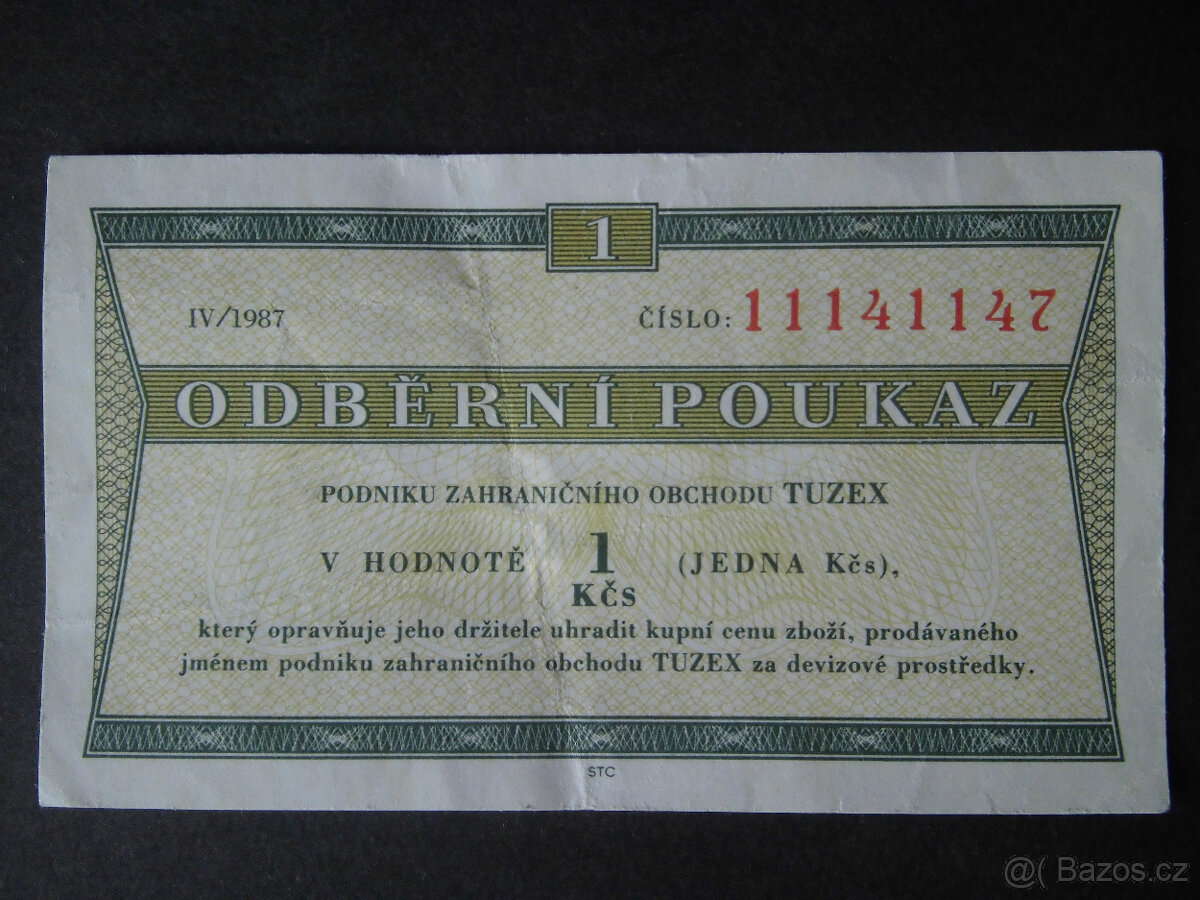 1
IV/1987 ČÍSLO: 11141147
ODBĚRNÍ POUKAZ
PODNIKU ZAHRANIČNÍHO OBCHODU TUZEX
V HODNOTĚ 1 (JEDNA Kčs),
KČS
který opravňuje jeho držitele uhradit kupní cenu zboží, prodávaného
jménem podniku zahraničního obchodu TUZEX za devizové prostředky.
STC
@( Bazos.cz